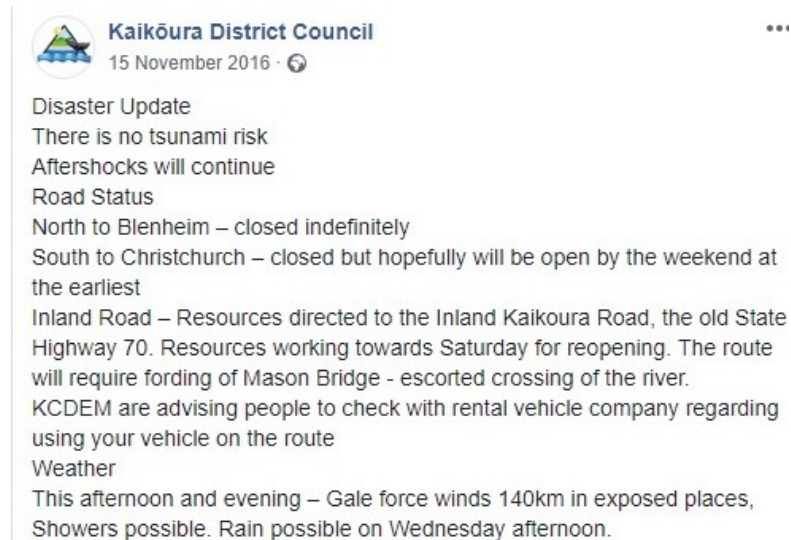 Kaikōura District Council
15 November 2016 ·
Disaster Update
There is no tsunami risk
Aftershocks will continue
Road Status
North to Blenheim – closed indefinitely
South to Christchurch – closed but hopefully will be open by the weekend at
the earliest
Inland Road – Resources directed to the Inland Kaikoura Road, the old State
Highway 70. Resources working towards Saturday for reopening. The route
will require fording of Mason Bridge - escorted crossing of the river.
KCDEM are advising people to check with rental vehicle company regarding
using your vehicle on the route
Weather
This afternoon and evening – Gale force winds 140km in exposed places,
Showers possible. Rain possible on Wednesday afternoon.